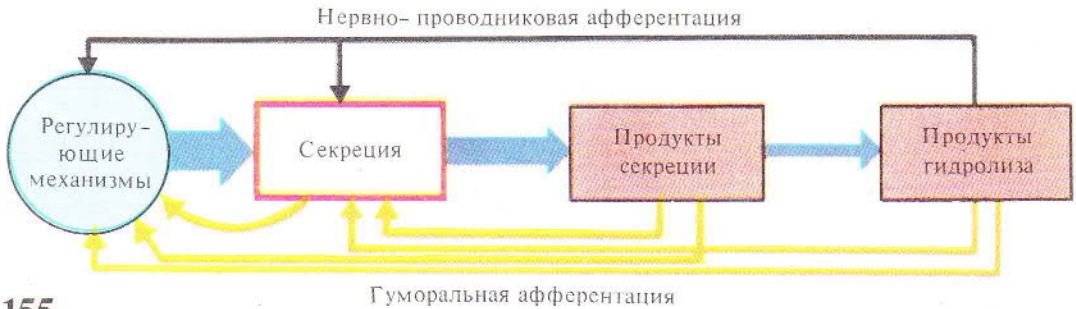 Нервно- проводниковая афферентация
Регулиру-
ющие
механизмы
Секреция
Продукты
секреции
Продукты
гидролиза
Гуморальная афферентация
155